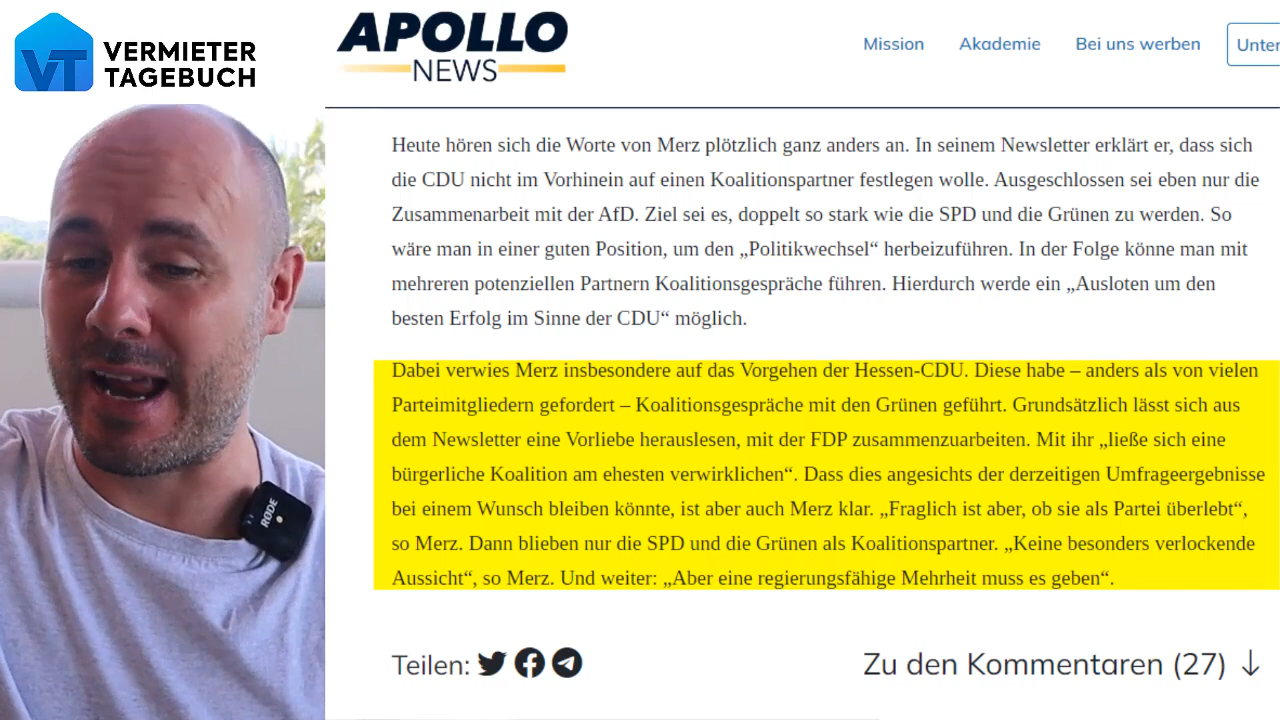 VERMIETER
TAGEBUCH
VT
APOLLO
NEWS
Mission
Akademie
Bei uns werben
Unter
Heute hören sich die Worte von Merz plötzlich ganz anders an. In seinem Newsletter erklärt er, dass sich
die CDU nicht im Vorhinein auf einen Koalitionspartner festlegen wolle. Ausgeschlossen sei eben nur die
Zusammenarbeit mit der AfD. Ziel sei es, doppelt so stark wie die SPD und die Grünen zu werden. So
wäre man in einer guten Position, um den „Politikwechsel“ herbeizuführen. In der Folge könne man mit
mehreren potenziellen Partnern Koalitionsgespräche führen. Hierdurch werde ein „Ausloten um den
besten Erfolg im Sinne der CDU“ möglich.
Dabei verwies Merz insbesondere auf das Vorgehen der Hessen-CDU. Diese habe – anders als von vielen
Parteimitgliedern gefordert – Koalitionsgespräche mit den Grünen geführt. Grundsätzlich lässt sich aus
dem Newsletter eine Vorliebe herauslesen, mit der FDP zusammenzuarbeiten. Mit ihr „ließe sich eine
bürgerliche Koalition am ehesten verwirklichen“. Dass dies angesichts der derzeitigen Umfrageergebnisse
bei einem Wunsch bleiben könnte, ist aber auch Merz klar. „Fraglich ist aber, ob sie als Partei überlebt“,
so Merz. Dann blieben nur die SPD und die Grünen als Koalitionspartner. „Keine besonders verlockende
Aussicht“, so Merz. Und weiter: „Aber eine regierungsfähige Mehrheit muss es geben“.
Teilen:
Zu den Kommentaren (27) ↓
RØDE